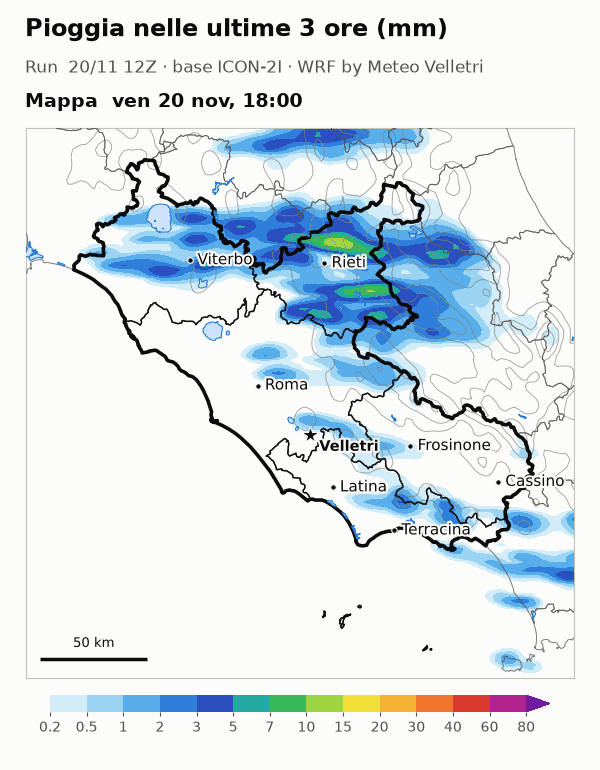 Pioggia nelle ultime 3 ore (mm)
Run  20/11 12Z · base ICON-2I · WRF by Meteo Velletri
Mappa  ven 20 nov, 18:00
Viterbo
Rieti
Roma
Velletri
Frosinone
Latina
Cassino
Terracina
50 km
0.2 0.5 1 2 3 5 7 10 15 20 30 40 60 80